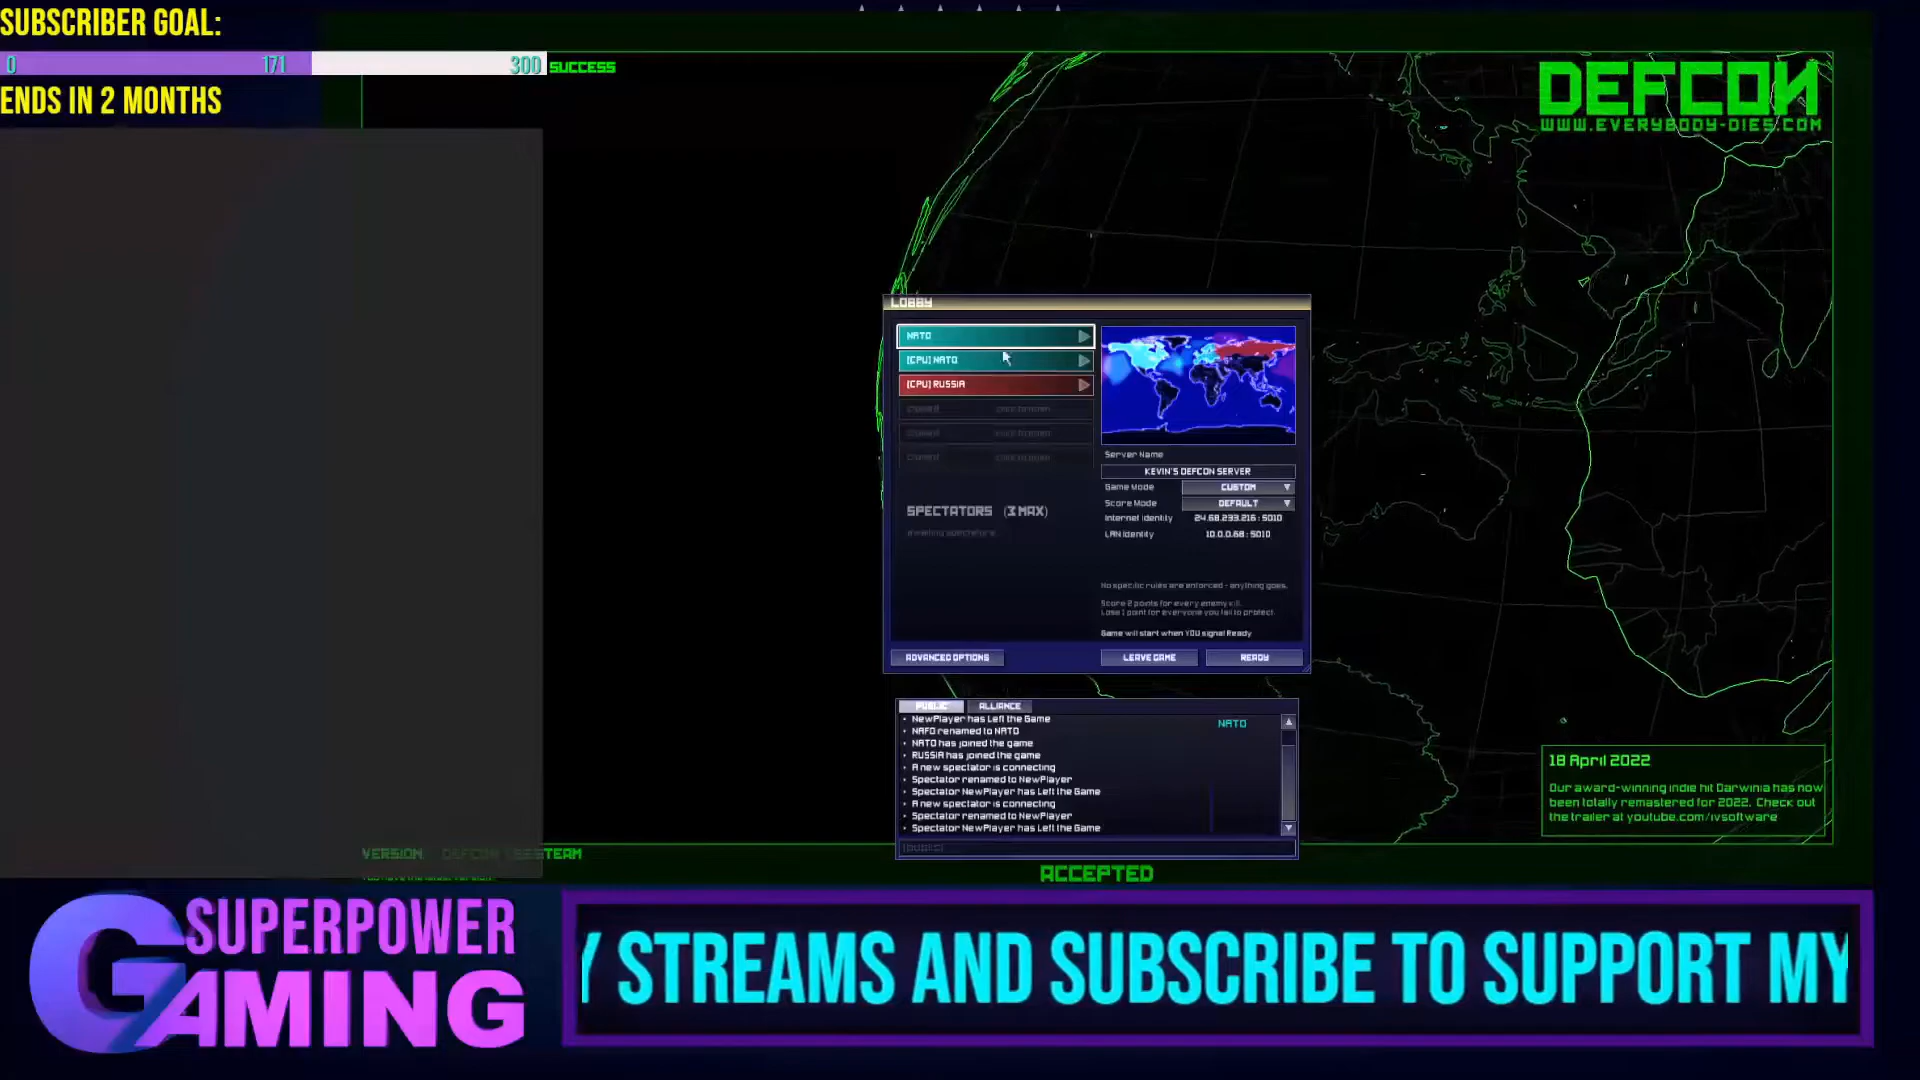 SUBSCRIBER GOAL:
0 171 300
SUCCESS
ENDS IN 2 MONTHS
DEFCON
WWW.EVERYBODY-DIES.COM
LOBBY
NATO
[CPU] NATO
[CPU] RUSSIA
SPECTATORS (3 MAX)
Server Name
KEVIN'S DEFCON SERVER
Game Mode CUSTOM
Score Mode DEFAULT
Internet Identity 24.68.233.216 : 5010
LAN Identity 10.0.0.68 : 5010
No specific rules are enforced - anything goes.
Score 2 points for every enemy kill.
Lose 1 point for everyone you fail to protect.
Game will start when YOU signal Ready
ADVANCED OPTIONS LEAVE GAME READY
PUBLIC ALLIANCE
NewPlayer has Left the Game
NAFO renamed to NATO
NATO has joined the game
RUSSIA has joined the game
A new spectator is connecting
Spectator renamed to NewPlayer
Spectator NewPlayer has Left the Game
A new spectator is connecting
Spectator renamed to NewPlayer
Spectator NewPlayer has Left the Game
NATO
[PUBLIC]
18 April 2022
Our award-winning indie hit Darwinia has now
been totally remastered for 2022. Check out
the trailer at youtube.com/ivsoftware
VERSION DEFCON STEAM
ACCEPTED
SUPERPOWER
GAMING
Y STREAMS AND SUBSCRIBE TO SUPPORT MY